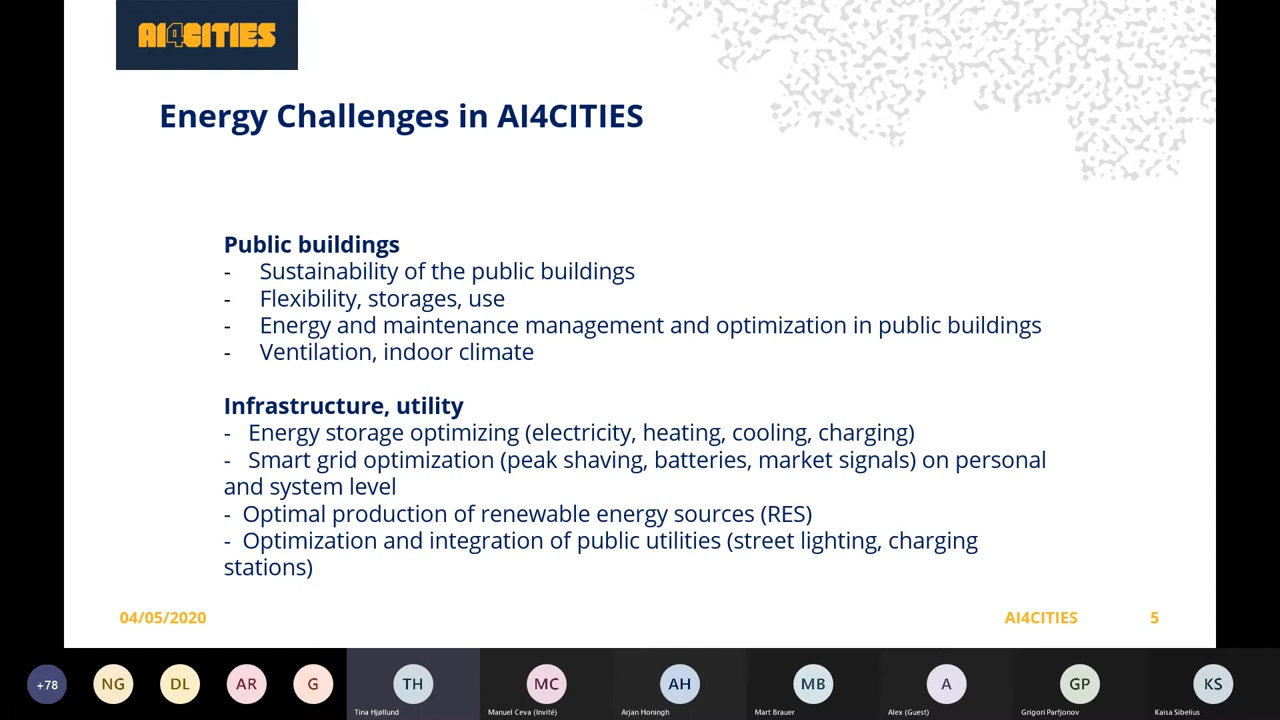 AI4CITIES
Energy Challenges in AI4CITIES
Public buildings
- Sustainability of the public buildings
- Flexibility, storages, use
- Energy and maintenance management and optimization in public buildings
- Ventilation, indoor climate
Infrastructure, utility
- Energy storage optimizing (electricity, heating, cooling, charging)
- Smart grid optimization (peak shaving, batteries, market signals) on personal
and system level
- Optimal production of renewable energy sources (RES)
- Optimization and integration of public utilities (street lighting, charging
stations)
04/05/2020 AI4CITIES 5
+78 NG DL AR G TH MC AH MB A GP KS
Tina Hjøllund Manuel Ceva (Invité) Arjan Honingh Mart Brauer Alex (Guest) Grigori Parfjonov Kaisa Sibelius